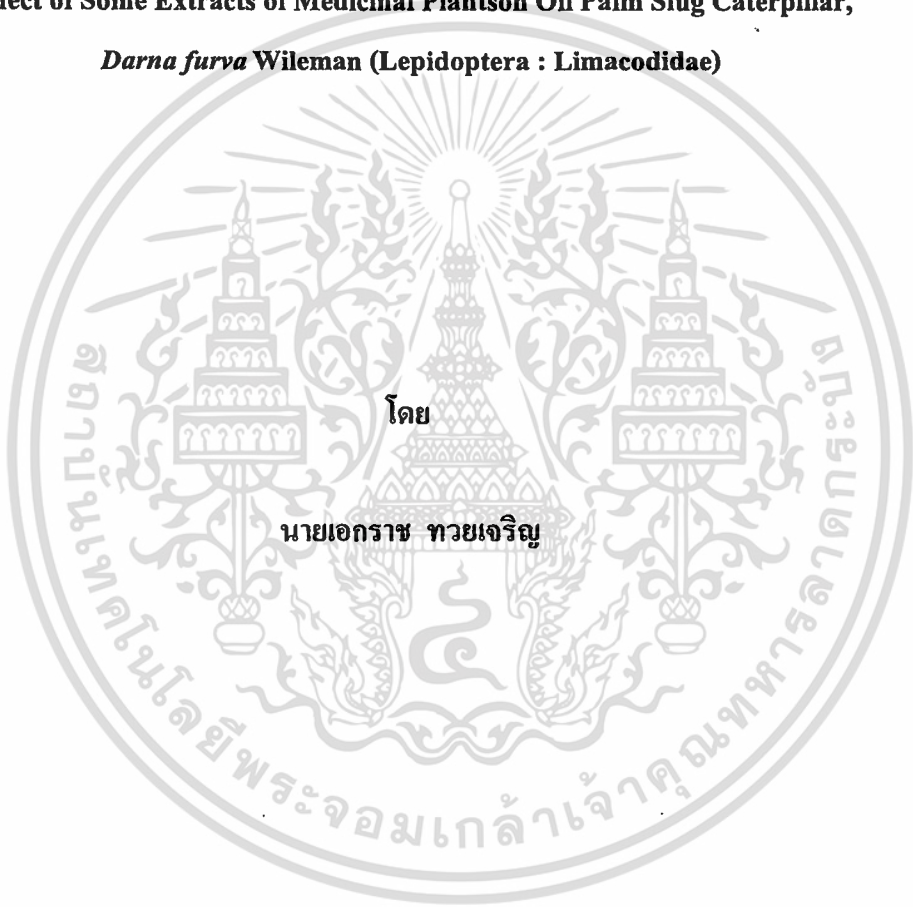 Effect of Some Extracts of Medicinal Plantson Oil Palm Slug Caterpillar,
Darna furva Wileman (Lepidoptera : Limacodidae)
โดย
นายเอกราช ทวยเจริญ
สถาบันเทคโนโลยีพระจอมเกล้าเจ้าคุณทหารลาดกระบัง